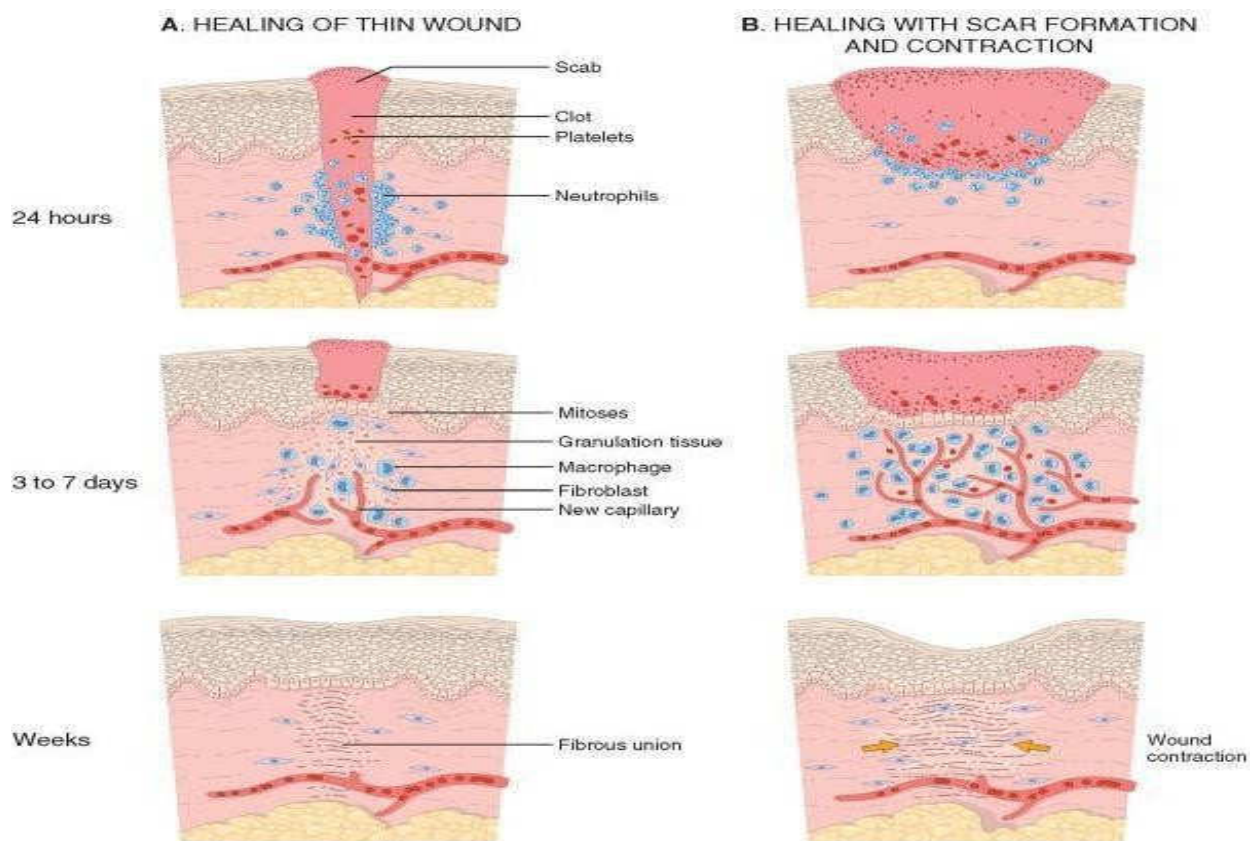 A. HEALING OF THIN WOUND
B. HEALING WITH SCAR FORMATION
AND CONTRACTION
Scab
Clot
Platelets
Neutrophils
24 hours
Mitoses
Granulation tissue
Macrophage
Fibroblast
New capillary
3 to 7 days
Weeks
Fibrous union
Wound
contraction